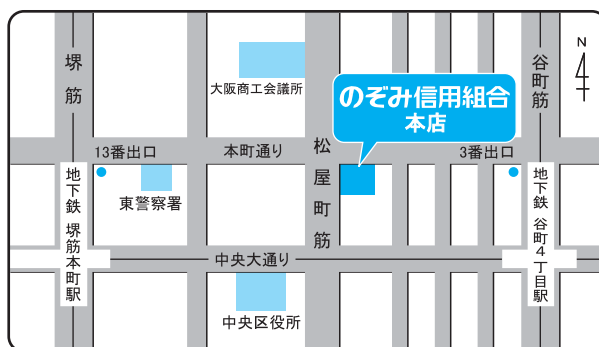 堺筋
大阪商工会議所
のぞみ信用組合
本店
谷町筋
N
13番出口
本町通り
松屋町筋
3番出口
地下鉄 堺筋本町駅
東警察署
地下鉄 谷町4丁目駅
中央大通り
中央区役所